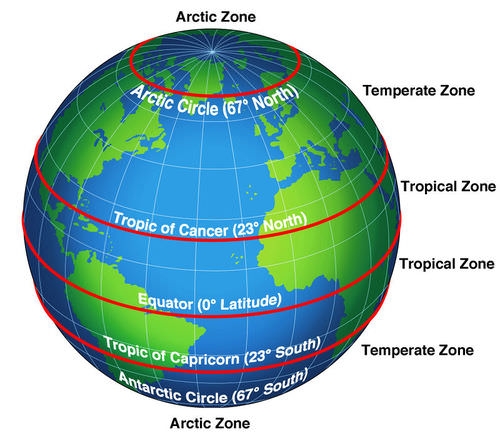 Arctic Zone
Arctic Circle (67° North)
Temperate Zone
Tropical Zone
Tropic of Cancer (23° North)
Tropical Zone
Equator (0° Latitude)
Tropic of Capricorn (23° South)
Temperate Zone
Antarctic Circle (67° South)
Arctic Zone